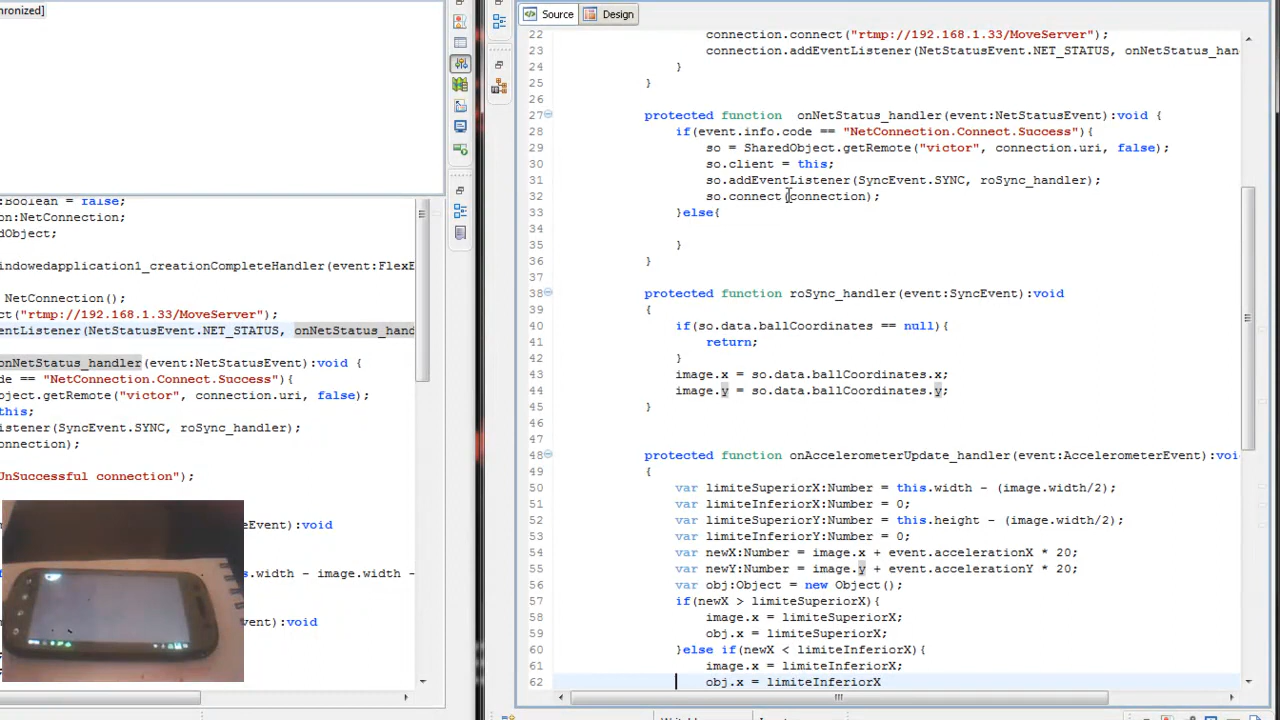 hronized]
:Boolean = false;
on:NetConnection;
edObject;
indowedapplication1_creationCompleteHandler(event:FlexE
NetConnection();
ct("rtmp://192.168.1.33/MoveServer");
entListener(NetStatusEvent.NET_STATUS, onNetStatus_hand
onNetStatus_handler(event:NetStatusEvent):void {
de == "NetConnection.Connect.Success"){
bject.getRemote("victor", connection.uri, false);
this;
istener(SyncEvent.SYNC, roSync_handler);
onnection);
UnSuccessful connection");
eEvent):void
s.width - image.width -
t):void
Source Design
22 connection.connect("rtmp://192.168.1.33/MoveServer");
23 connection.addEventListener(NetStatusEvent.NET_STATUS, onNetStatus_hn
24 }
25 }
26
27 protected function onNetStatus_handler(event:NetStatusEvent):void {
28 if(event.info.code == "NetConnection.Connect.Success"){
29 so = SharedObject.getRemote("victor", connection.uri, false);
30 so.client = this;
31 so.addEventListener(SyncEvent.SYNC, roSync_handler);
32 so.connect(connection);
33 }else{
34
35 }
36 }
37
38 protected function roSync_handler(event:SyncEvent):void
39 {
40 if(so.data.ballCoordinates == null){
41 return;
42 }
43 image.x = so.data.ballCoordinates.x;
44 image.y = so.data.ballCoordinates.y;
45 }
46
47
48 protected function onAccelerometerUpdate_handler(event:AccelerometerEvent):voi
49 {
50 var limiteSuperiorX:Number = this.width - (image.width/2);
51 var limiteInferiorX:Number = 0;
52 var limiteSuperiorY:Number = this.height - (image.width/2);
53 var limiteInferiorY:Number = 0;
54 var newX:Number = image.x + event.accelerationX * 20;
55 var newY:Number = image.y + event.accelerationY * 20;
56 var obj:Object = new Object();
57 if(newX > limiteSuperiorX){
58 image.x = limiteSuperiorX;
59 obj.x = limiteSuperiorX;
60 }else if(newX < limiteInferiorX){
61 image.x = limiteInferiorX;
62 obj.x = limiteInferiorX